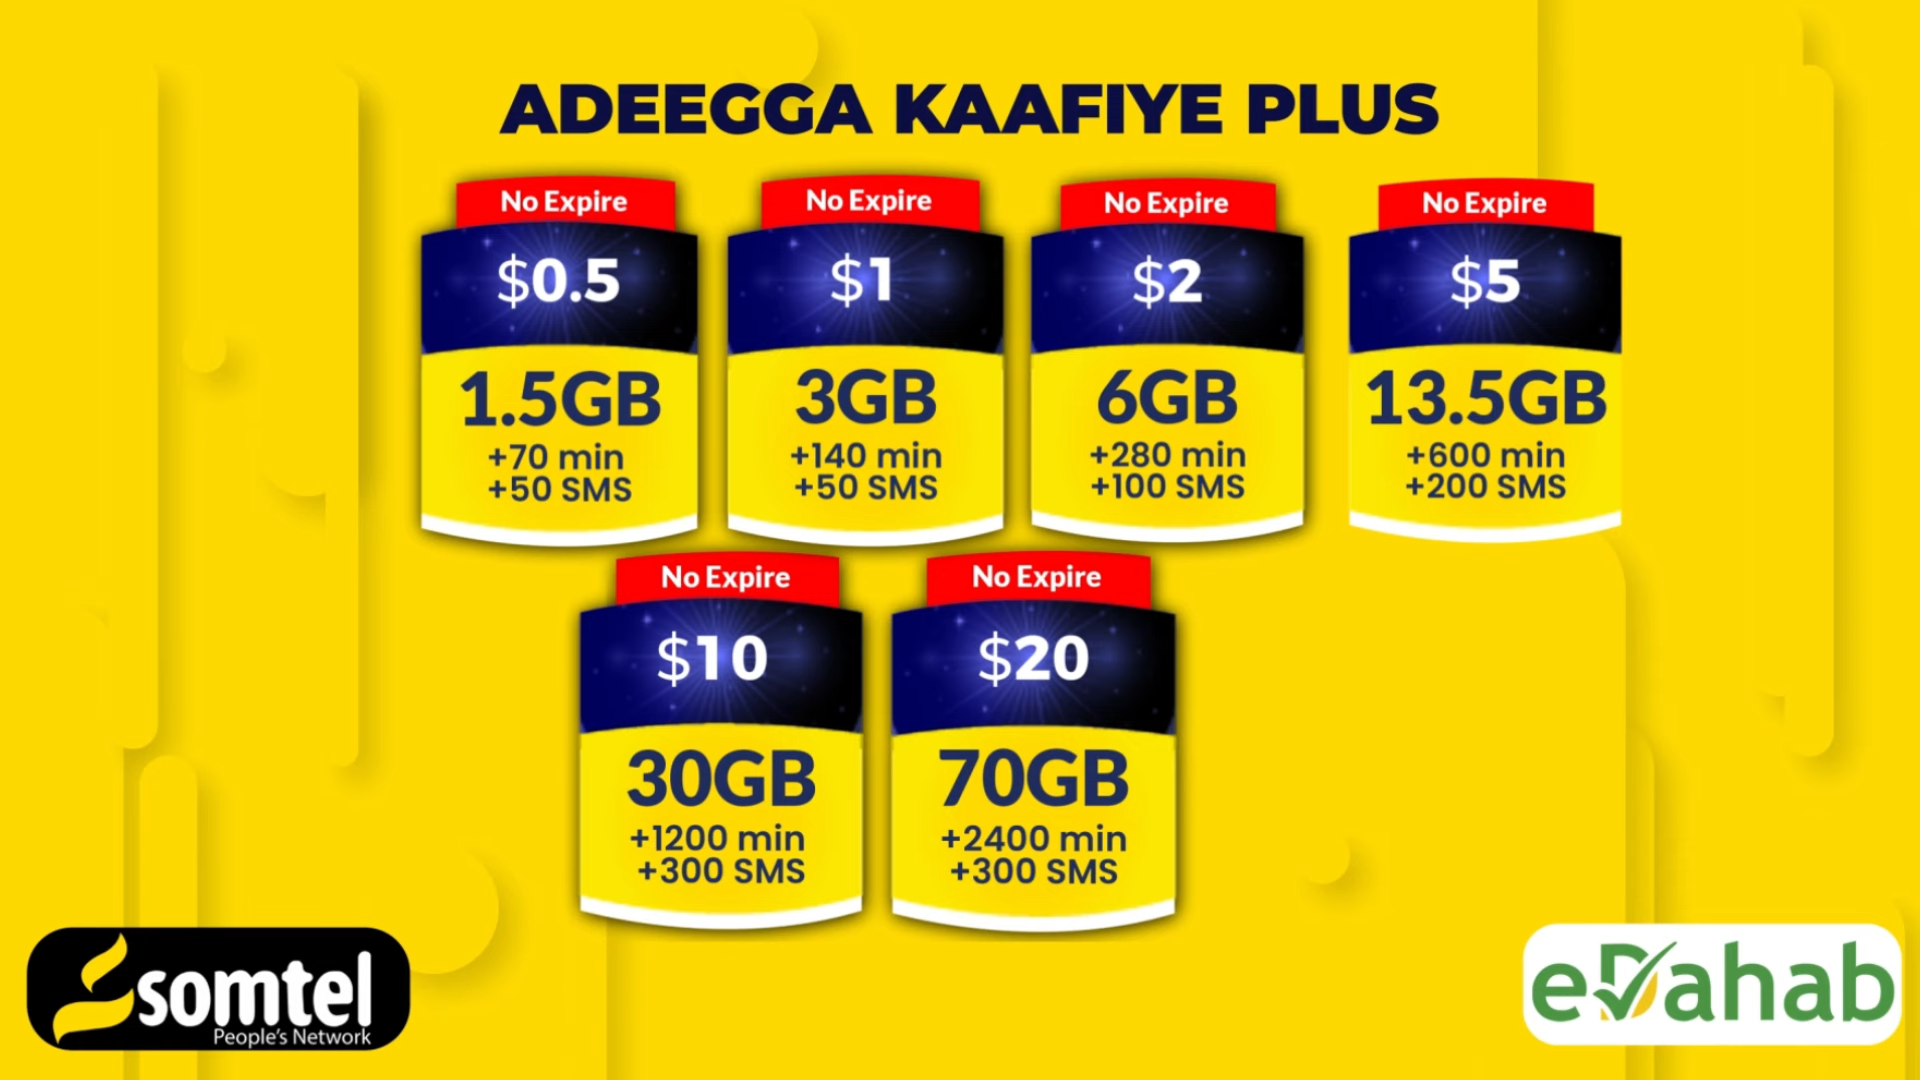 ADEEGGA KAAFIYE PLUS
No Expire
$0.5
1.5GB
+70 min
+50 SMS
No Expire
$1
3GB
+140 min
+50 SMS
No Expire
$2
6GB
+280 min
+100 SMS
No Expire
$5
13.5GB
+600 min
+200 SMS
No Expire
$10
30GB
+1200 min
+300 SMS
No Expire
$20
70GB
+2400 min
+300 SMS
somtel
People's Network
eDahab